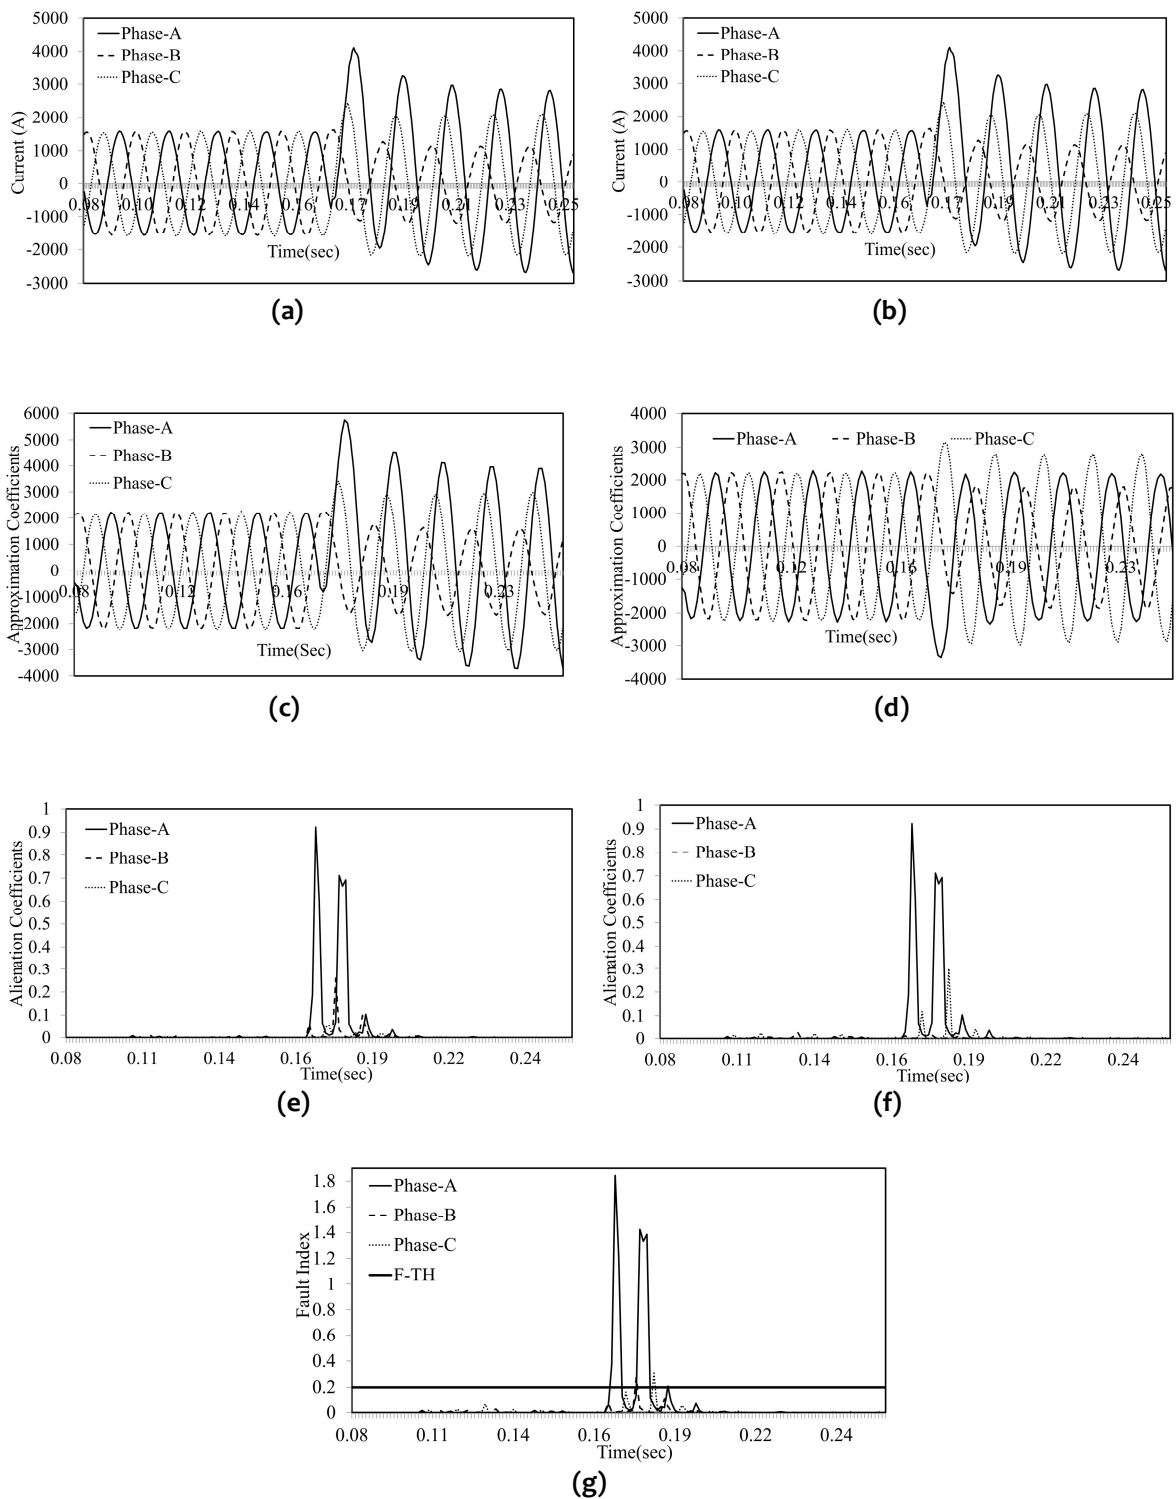 5000
4000
3000
2000
1000
0
-1000
-2000
-3000
Current (A)
Phase-A
Phase-B
Phase-C
0.08 0.10 0.12 0.14 0.16 0.17 0.19 0.21 0.23 0.25
Time(sec)
(a)
5000
4000
3000
2000
1000
0
-1000
-2000
-3000
Current (A)
Phase-A
Phase-B
Phase-C
0.08 0.10 0.12 0.14 0.16 0.17 0.19 0.21 0.23 0.25
Time(sec)
(b)
6000
5000
4000
3000
2000
1000
0
-1000
-2000
-3000
-4000
Approximation Coefficients
Phase-A
Phase-B
Phase-C
0.08 0.12 0.16 0.19 0.23
Time(Sec)
(c)
4000
3000
2000
1000
0
-1000
-2000
-3000
-4000
Approximation Coefficients
Phase-A Phase-B Phase-C
0.08 0.12 0.16 0.19 0.23
Time(sec)
(d)
1
0.9
0.8
0.7
0.6
0.5
0.4
0.3
0.2
0.1
0
Alienation Coefficients
Phase-A
Phase-B
Phase-C
0.08 0.11 0.14 0.16 0.19 0.22 0.24
Time(sec)
(e)
1
0.9
0.8
0.7
0.6
0.5
0.4
0.3
0.2
0.1
0
Alienation Coefficients
Phase-A
Phase-B
Phase-C
0.08 0.11 0.14 0.16 0.19 0.22 0.24
Time(sec)
(f)
1.8
1.6
1.4
1.2
1
0.8
0.6
0.4
0.2
0
Fault Index
Phase-A
Phase-B
Phase-C
F-TH
0.08 0.11 0.14 0.16 0.19 0.22 0.24
Time(sec)
(g)